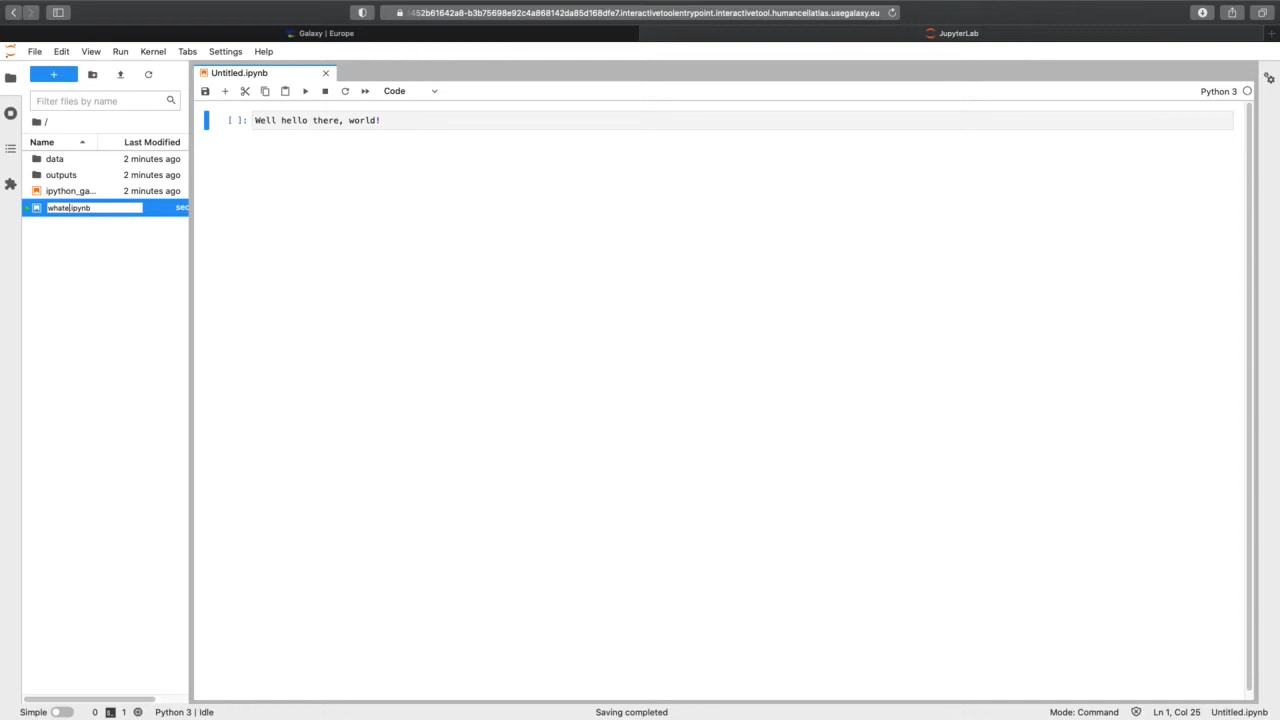 452b61642a8-b3b75698e92c4a868142da85d168dfe7.interactivetoolentrypoint.interactivetool.humancellatlas.usegalaxy.eu
Galaxy | Europe
JupyterLab
File Edit View Run Kernel Tabs Settings Help
+
Untitled.ipynb
Filter files by name
Code
Python 3
/
[ ]: Well hello there, world!
Name Last Modified
data 2 minutes ago
outputs 2 minutes ago
ipython_ga... 2 minutes ago
whate.ipynb sec
Simple 0 1 Python 3 | Idle Saving completed Mode: Command Ln 1, Col 25 Untitled.ipynb